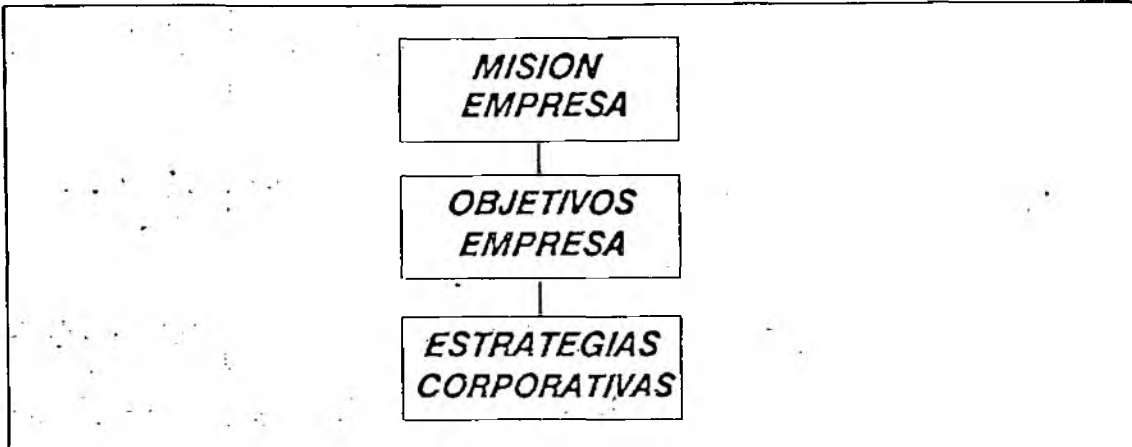 MISION
EMPRESA
OBJETIVOS
EMPRESA
ESTRATEGIAS
CORPORATIVAS